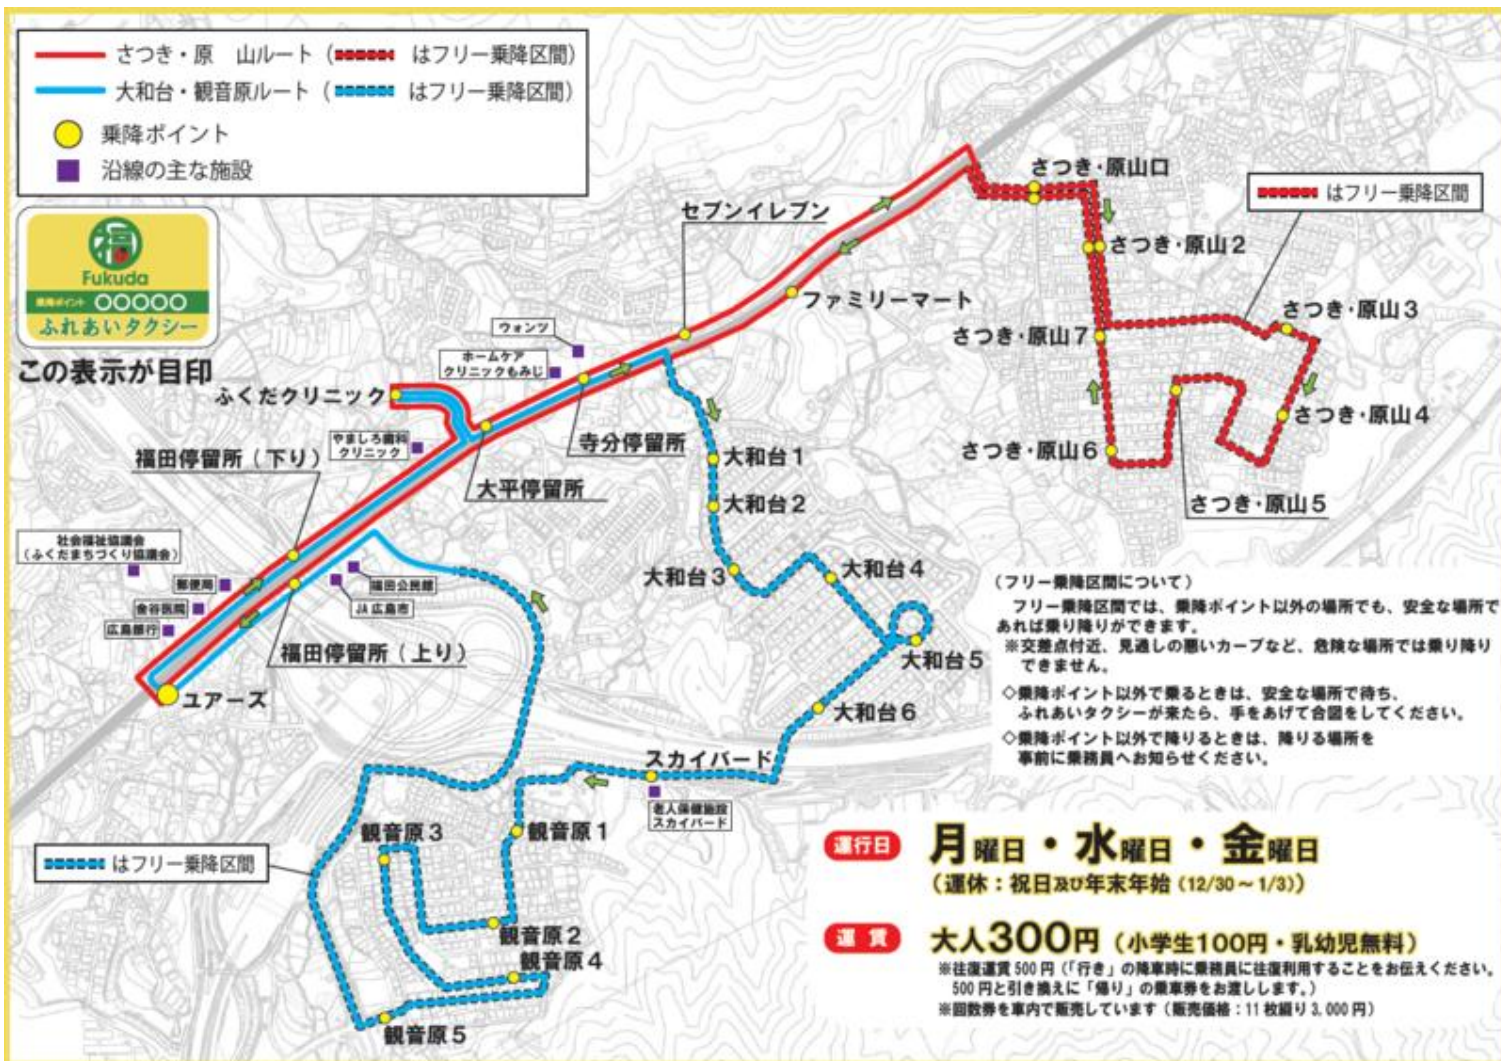 さつき・原　山ルート（ はフリー乗降区間）
大和台・観音原ルート（ はフリー乗降区間）
乗降ポイント
沿線の主な施設
福
Fukuda
乗降ポイント 〇〇〇〇〇
ふれあいタクシー
この表示が目印
さつき・原山口
はフリー乗降区間
セブンイレブン
さつき・原山2
ファミリーマート
さつき・原山3
ウォンツ
さつき・原山7
ホームケア
クリニックもみじ
ふくだクリニック
さつき・原山4
やましろ歯科
クリニック
寺分停留所
さつき・原山6
福田停留所（下り）
大和台1
大平停留所
さつき・原山5
大和台2
社会福祉協議会
（ふくだまちづくり協議会）
大和台3
大和台4
郵便局
福田公民館
金谷医院
JA広島市
広島銀行
福田停留所（上り）
大和台5
ユアーズ
大和台6
（フリー乗降区間について）
フリー乗降区間では、乗降ポイント以外の場所でも、安全な場所で
あれば乗り降りができます。
※交差点付近、見通しの悪いカーブなど、危険な場所では乗り降り
できません。
◇乗降ポイント以外で乗るときは、安全な場所で待ち、
ふれあいタクシーが来たら、手をあげて合図をしてください。
◇乗降ポイント以外で降りるときは、降りる場所を
事前に乗務員へお知らせください。
スカイバード
老人保健施設
スカイバード
観音原3
観音原1
はフリー乗降区間
観音原2
観音原4
観音原5
運行日 月曜日・水曜日・金曜日
（運休：祝日及び年末年始（12/30～1/3））
運賃 大人300円（小学生100円・乳幼児無料）
※往復運賃500円（「行き」の降車時に乗務員に往復利用することをお伝えください。
500円と引き換えに「帰り」の乗車券をお渡しします。）
※回数券を車内で販売しています（販売価格：11枚綴り3,000円）